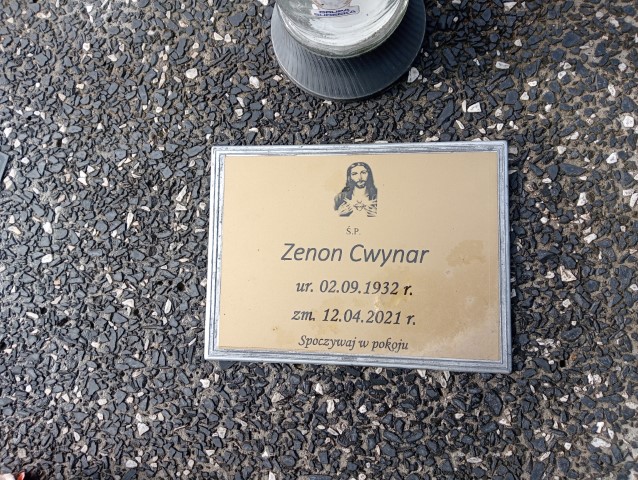 Ś.P.
Zenon Cwynar
ur. 02.09.1932 r.
zm. 12.04.2021 r.
Spoczywaj w pokoju